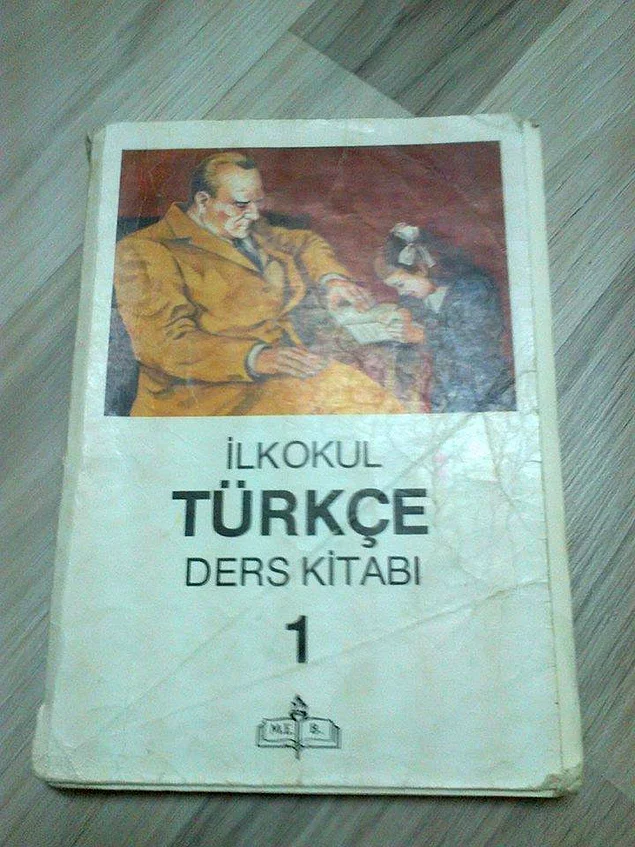 İLKOKUL
TÜRKÇE
DERS KİTABI
1
M.E. B.